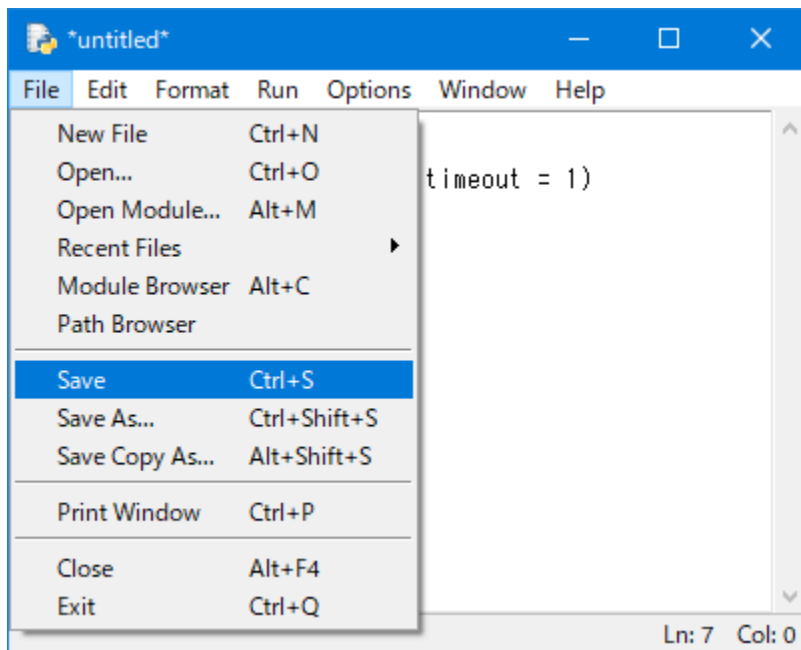 *untitled*
File Edit Format Run Options Window Help
New File Ctrl+N
Open... Ctrl+O
timeout = 1)
Open Module... Alt+M
Recent Files
Module Browser Alt+C
Path Browser
Save Ctrl+S
Save As... Ctrl+Shift+S
Save Copy As... Alt+Shift+S
Print Window Ctrl+P
Close Alt+F4
Exit Ctrl+Q
Ln: 7 Col: 0